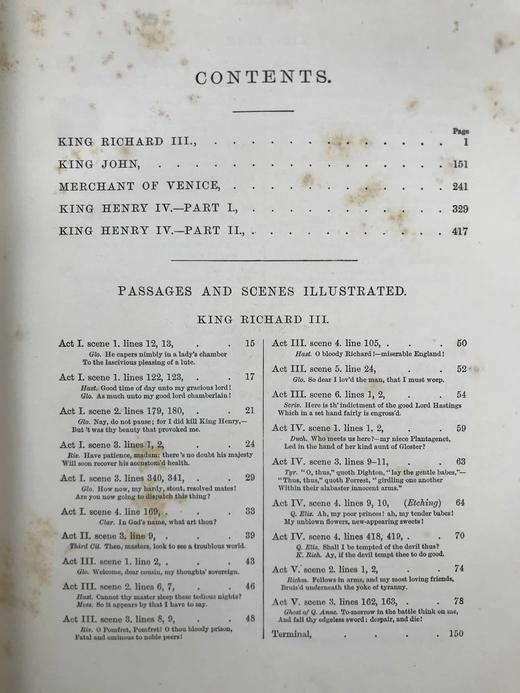 CONTENTS.
Page
KING RICHARD III., . . . . . . . . . . . . 1
KING JOHN, . . . . . . . . . . . . . . 151
MERCHANT OF VENICE, . . . . . . . . . . . 241
KING HENRY IV.—PART I., . . . . . . . . . . 329
KING HENRY IV.—PART II., . . . . . . . . . . 417
PASSAGES AND SCENES ILLUSTRATED.
KING RICHARD III.
Act I. scene 1. lines 12, 13, . . 15
Glo. He capers nimbly in a lady's chamber
To the lascivious pleasing of a lute.
Act I. scene 1. lines 122, 123, . 17
Hast. Good time of day unto my gracious lord!
Glo. As much unto my good lord chamberlain!
Act I. scene 2. lines 179, 180, . 21
Glo. Nay, do not pause; for I did kill King Henry,—
But 't was thy beauty that provoked me.
Act I. scene 3. lines 1, 2, . . 24
Riv. Have patience, madam: there's no doubt his majesty
Will soon recover his accustom'd health.
Act I. scene 3. lines 340, 341, . 29
Glo. How now, my hardy, stout, resolved mates!
Are you now going to dispatch this thing?
Act I. scene 4. line 169, . . 33
Clar. In God's name, what art thou?
Act II. scene 3. line 9, . . 39
Third Cit. Then, masters, look to see a troublous world.
Act III. scene 1. line 2, . . 43
Glo. Welcome, dear cousin, my thoughts' sovereign.
Act III. scene 2. lines 6, 7, . 46
Hast. Cannot thy master sleep these tedious nights?
Mess. So it appears by that I have to say.
Act III. scene 3. lines 8, 9, . 48
Riv. O Pomfret, Pomfret! O thou bloody prison,
Fatal and ominous to noble peers!
Act III. scene 4. line 105, . . 50
Hast. O bloody Richard!—miserable England!
Act III. scene 5. line 24, . . 52
Glo. So dear I lov'd the man, that I must weep.
Act III. scene 6. lines 1, 2, . 54
Scriv. Here is th' indictment of the good Lord Hastings
Which in a set hand fairly is engross'd.
Act IV. scene 1. lines 1, 2, . 59
Duch. Who meets us here?—my niece Plantagenet,
Led in the hand of her kind aunt of Gloster?
Act IV. scene 3. lines 9–11, . 63
Tyr. "O, thus," quoth Dighton, "lay the gentle babes,"—
"Thus, thus," quoth Forrest, "girdling one another
Within their alabaster innocent arms."
Act IV. scene 4. lines 9, 10, (Etching) 64
Q. Eliz. Ah, my poor princes! ah, my tender babes!
My unblown flowers, new-appearing sweets!
Act IV. scene 4. lines 418, 419, . 70
Q. Eliz. Shall I be tempted of the devil thus?
K. Rich. Ay, if the devil tempt thee to do good.
Act V. scene 2. lines 1, 2, . 74
Richm. Fellows in arms, and my most loving friends,
Bruis'd underneath the yoke of tyranny.
Act V. scene 3. lines 162, 163, . 78
Ghost of Q. Anne. To-morrow in the battle think on me,
And fall thy edgeless sword: despair, and die!
Terminal, . . . . 150